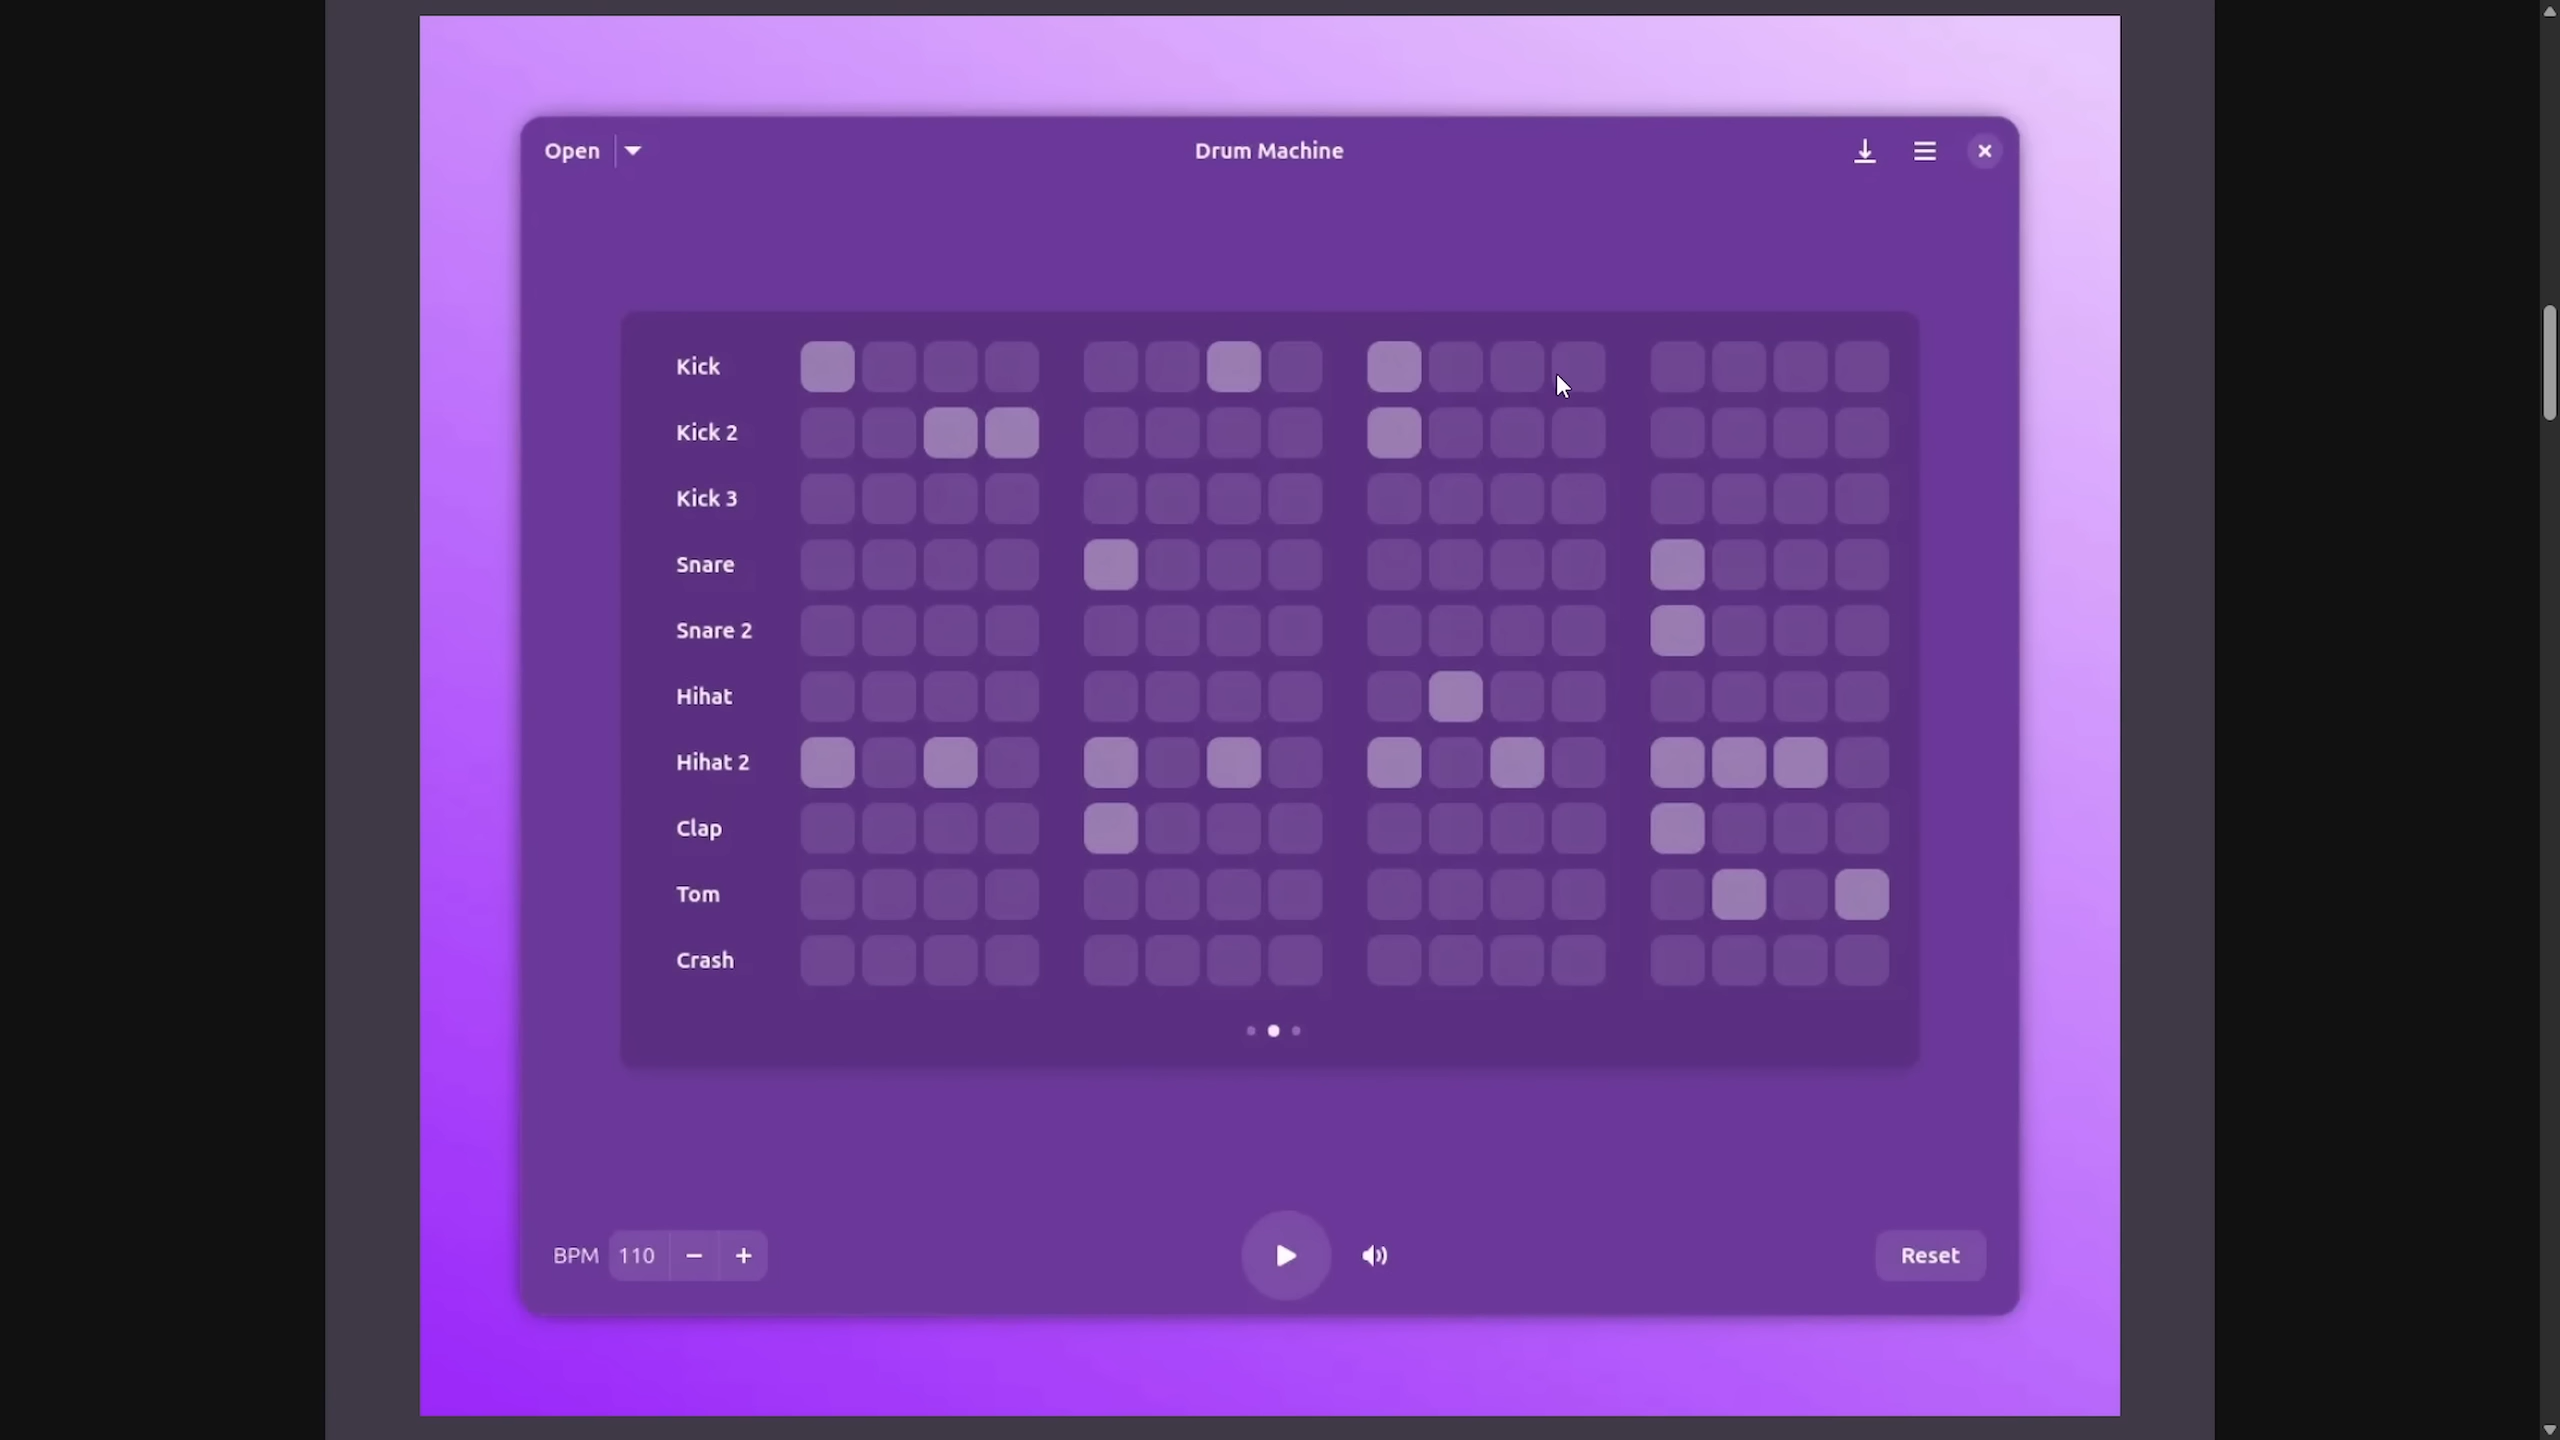 Open
Drum Machine
Kick
Kick 2
Kick 3
Snare
Snare 2
Hihat
Hihat 2
Clap
Tom
Crash
BPM 110 − +
Reset